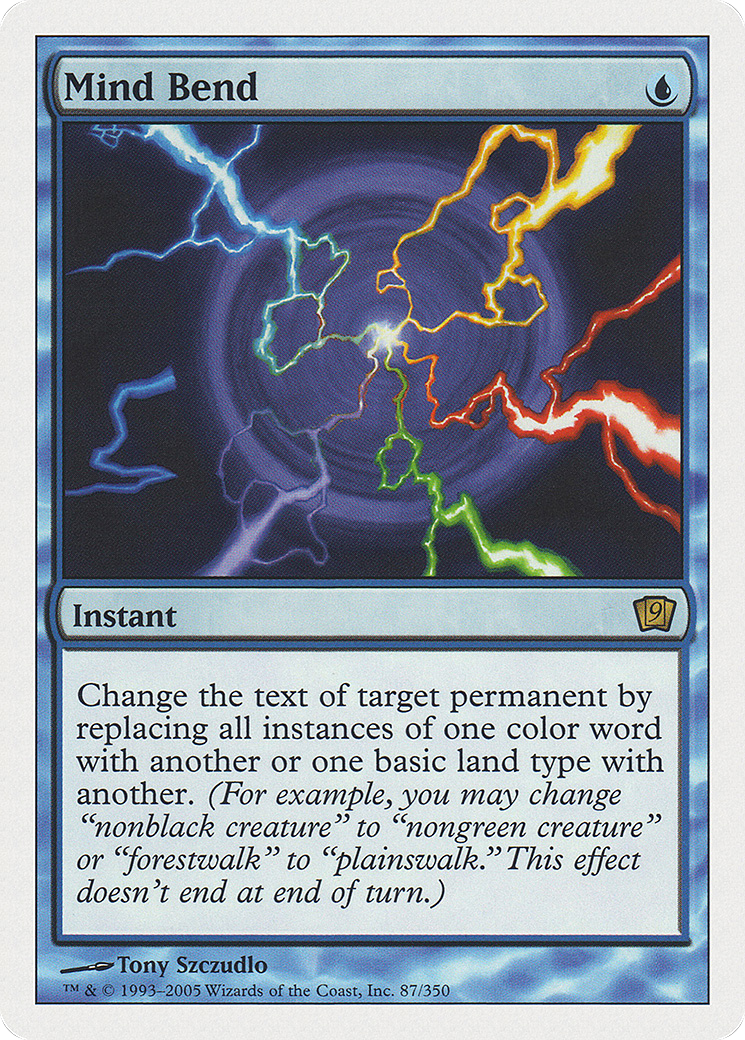 Mind Bend
Instant
9
Change the text of target permanent by
replacing all instances of one color word
with another or one basic land type with
another. (For example, you may change
“nonblack creature” to “nongreen creature”
or “forestwalk” to “plainswalk.” This effect
doesn’t end at end of turn.)
Tony Szczudlo
™ & © 1993–2005 Wizards of the Coast, Inc. 87/350